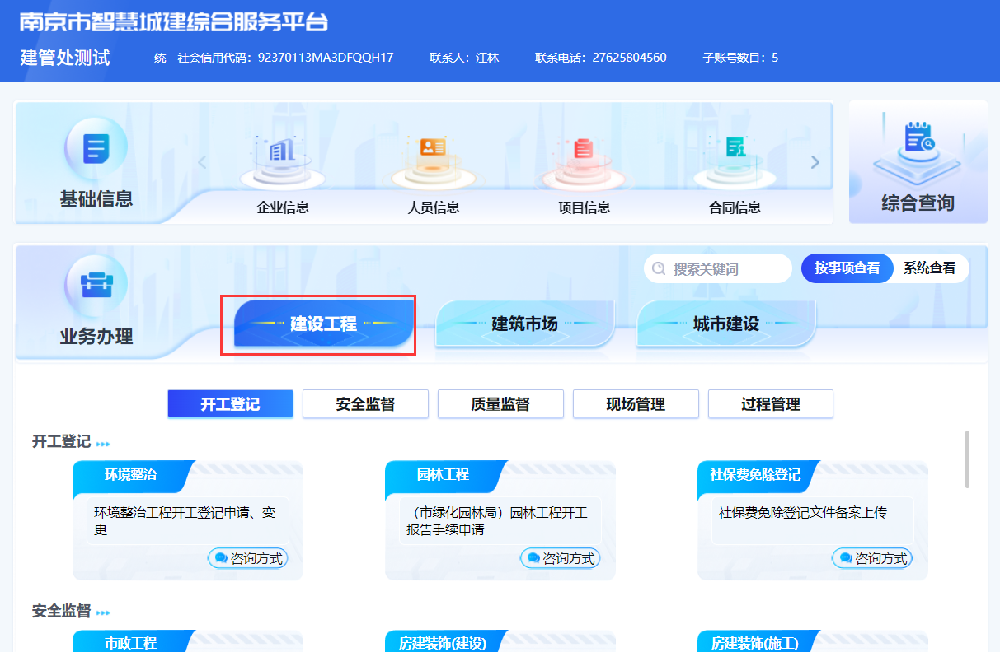 南京市智慧城建综合服务平台
建管处测试 统一社会信用代码：92370113MA3DFQQH17 联系人：江林 联系电话：27625804560 子账号数目：5
基础信息
企业信息 人员信息 项目信息 合同信息
综合查询
搜索关键词 按事项查看 系统查看
业务办理
建设工程 建筑市场 城市建设
开工登记 安全监督 质量监督 现场管理 过程管理
开工登记
环境整治
环境整治工程开工登记申请、变
更
咨询方式
园林工程
（市绿化园林局）园林工程开工
报告手续申请
咨询方式
社保费免除登记
社保费免除登记文件备案上传
咨询方式
安全监督
市政工程 房建装饰(建设) 房建装饰(施工)